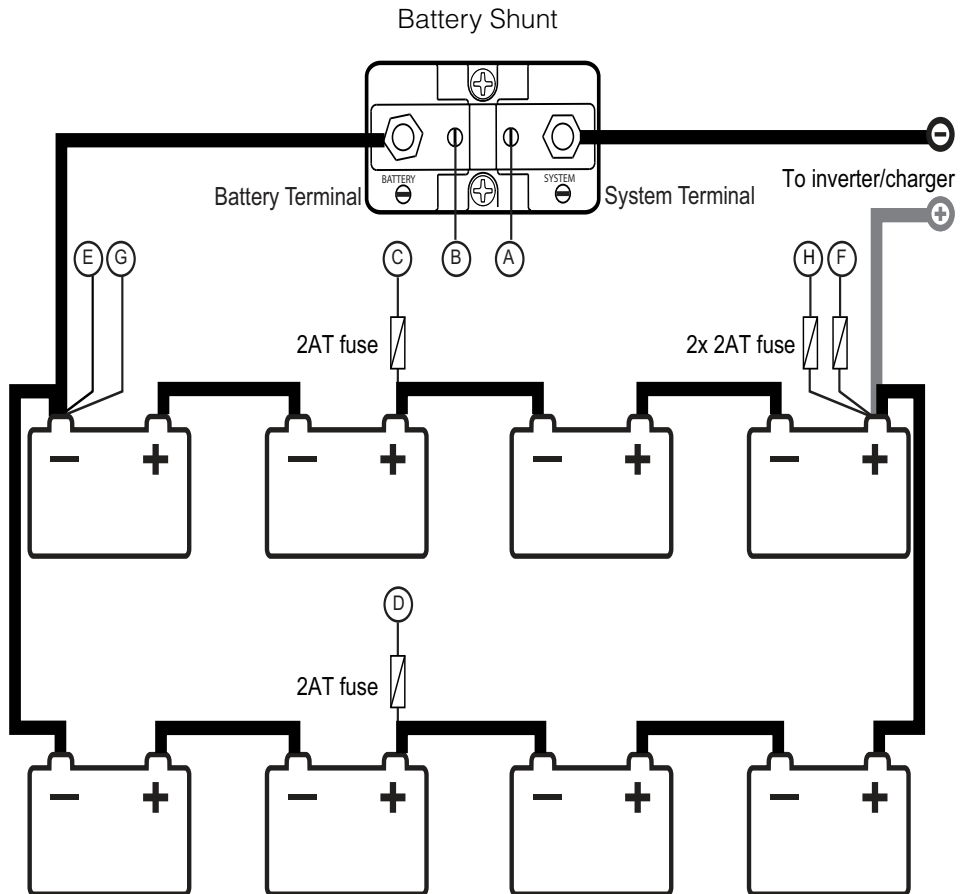 Battery Shunt
BATTERY
SYSTEM
Battery Terminal
System Terminal
To inverter/charger
B
A
E
G
C
H
F
2AT fuse
2x 2AT fuse
− + − + − + − +
D
2AT fuse
− + − + − + − +